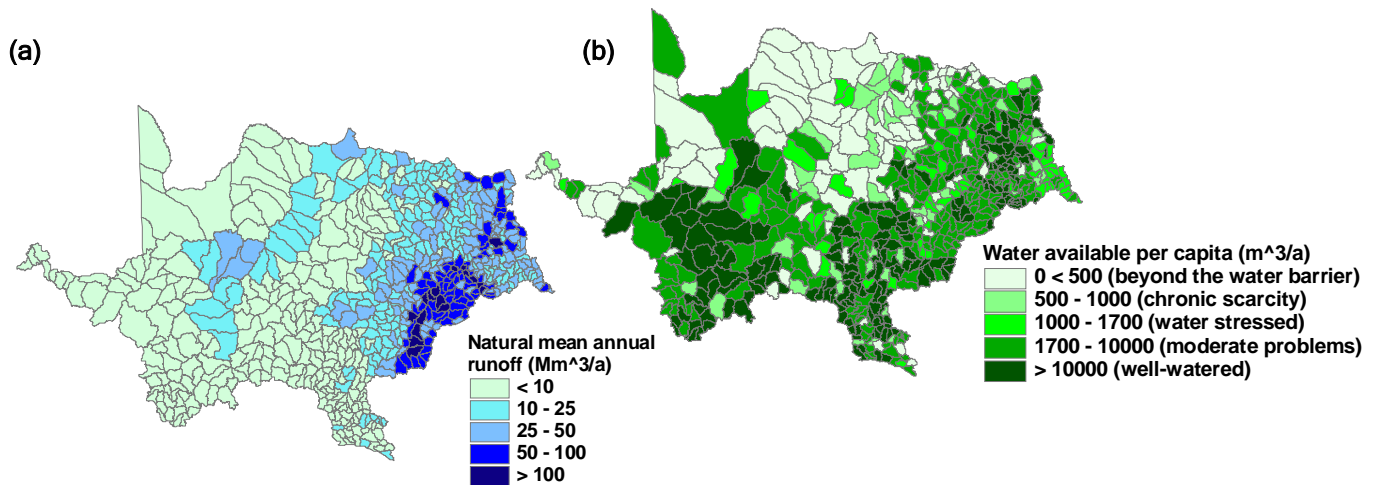 (a)
Natural mean annual
runoff (Mm^3/a)
< 10
10 - 25
25 - 50
50 - 100
> 100
(b)
Water available per capita (m^3/a)
0 < 500 (beyond the water barrier)
500 - 1000 (chronic scarcity)
1000 - 1700 (water stressed)
1700 - 10000 (moderate problems)
> 10000 (well-watered)